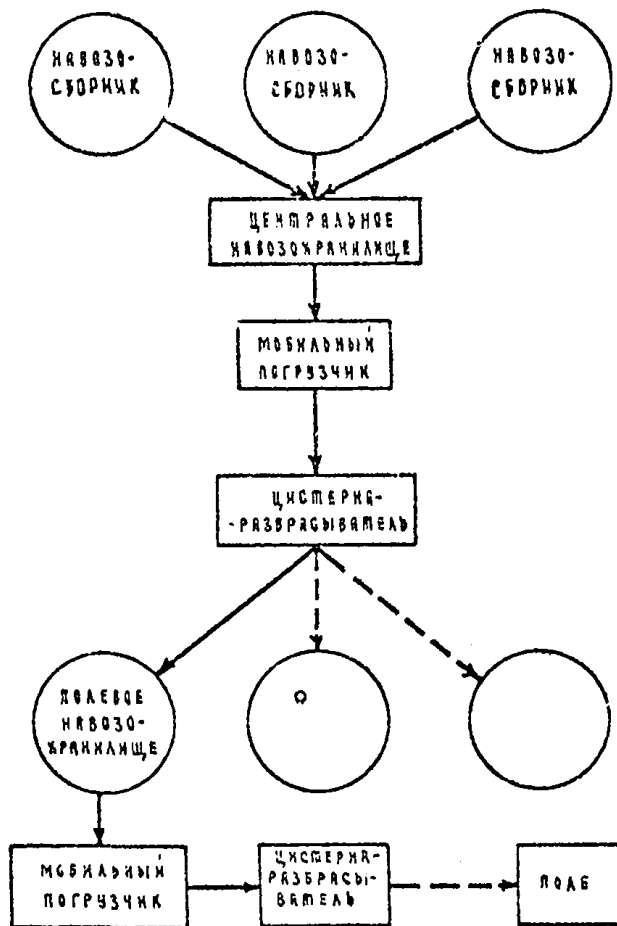 НАВОЗО-
СБОРНИК
НАВОЗО-
СБОРНИК
НАВОЗО-
СБОРНИК
ЦЕНТРАЛЬНОЕ
НАВОЗОХРАНИЛИЩЕ
МОБИЛЬНЫЙ
ПОГРУЗЧИК
ЦИСТЕРНА-
-РАЗБРАСЫВАТЕЛЬ
ПОЛЕВОЕ
НАВОЗО-
ХРАНИЛИЩЕ
МОБИЛЬНЫЙ
ПОГРУЗЧИК
ЦИСТЕРНА-
РАЗБРАСЫ-
ВАТЕЛЬ
ПОЛЕ